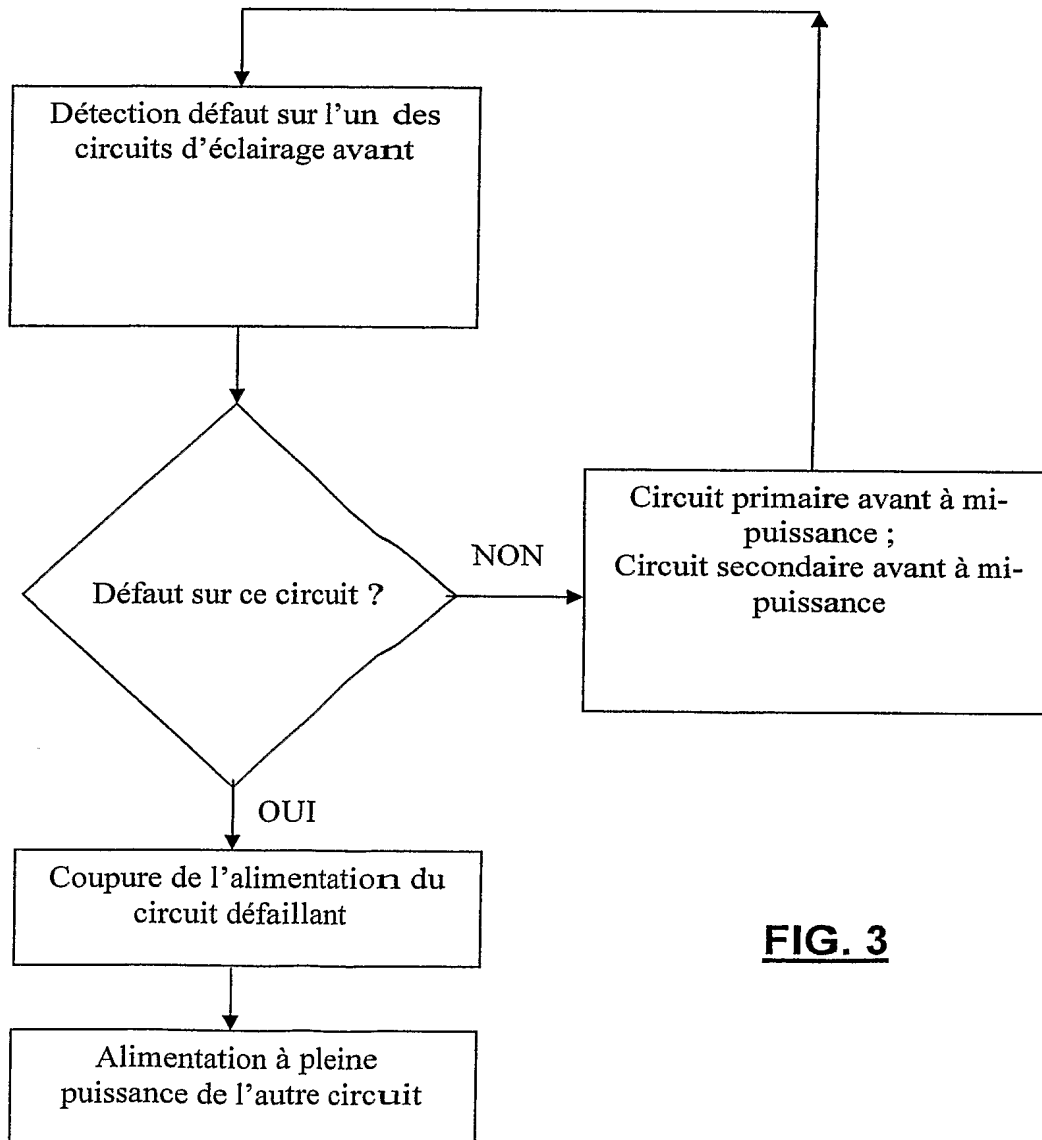 Détection défaut sur l’un des
circuits d’éclairage avant
Défaut sur ce circuit ?
NON
Circuit primaire avant à mi-
puissance ;
Circuit secondaire avant à mi-
puissance
OUI
Coupure de l’alimentation du
circuit défaillant
Alimentation à pleine
puissance de l’autre circuit
FIG. 3